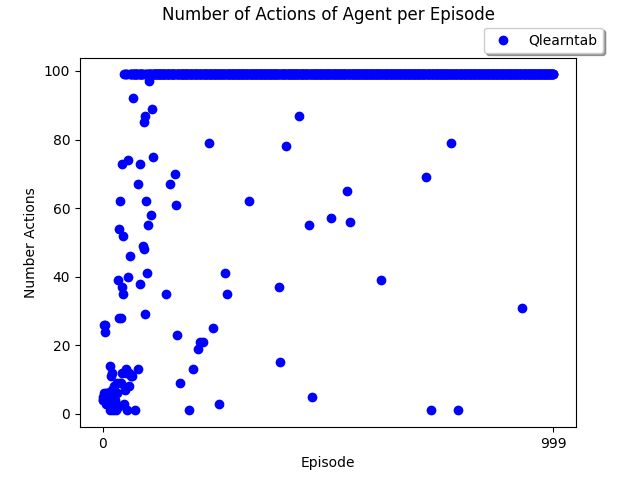 Number of Actions of Agent per Episode
Qlearntab
100
80
60
40
20
0
Number Actions
0 999
Episode